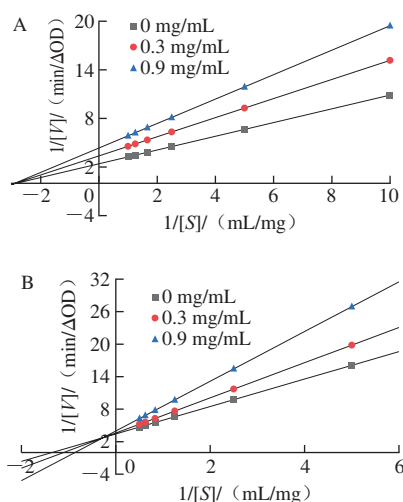 A
20
14
8
2
0
−4
−2
2
4
6
8
10
0 mg/mL
0.3 mg/mL
0.9 mg/mL
1/[V]/（min/ΔOD）
1/[S]/（mL/mg）
B
32
26
20
14
8
2
−4
−2
0
2
4
6
0 mg/mL
0.3 mg/mL
0.9 mg/mL
1/[V]/（min/ΔOD）
1/[S]/（mL/mg）